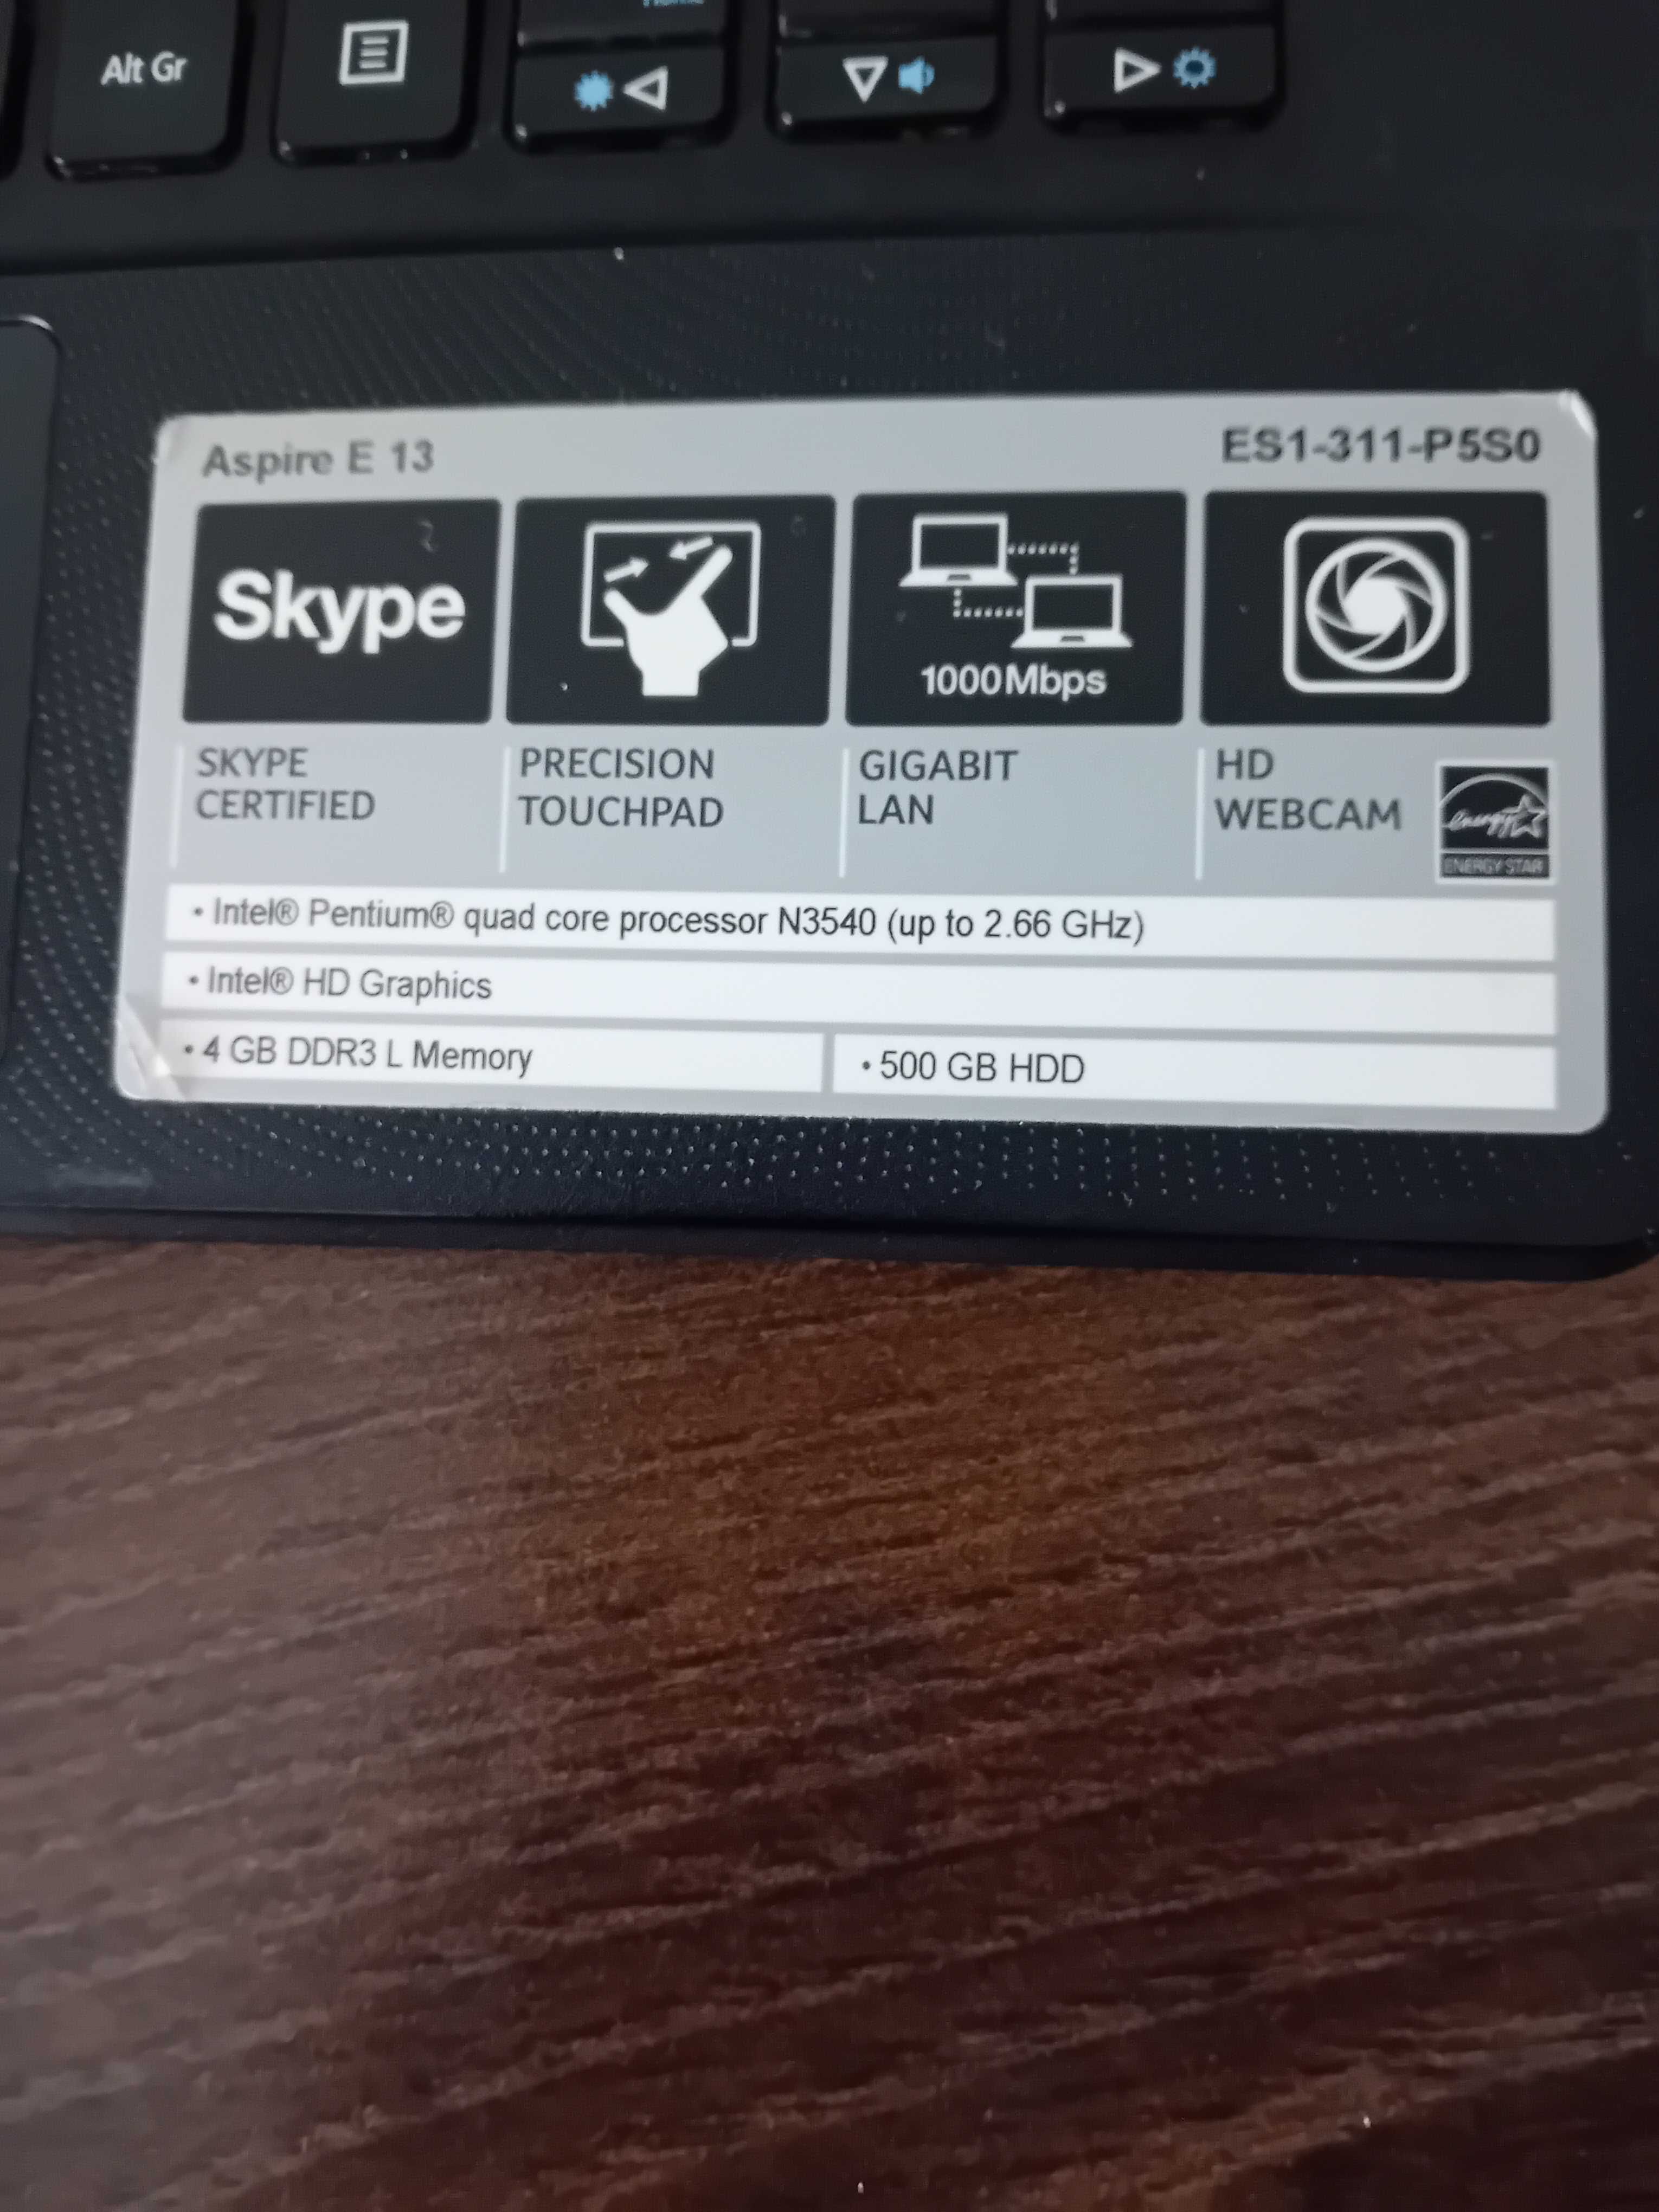 Alt Gr
Aspire E 13 ES1-311-P5S0
Skype
1000Mbps
SKYPE CERTIFIED
PRECISION TOUCHPAD
GIGABIT LAN
HD WEBCAM
energy
ENERGY STAR
• Intel® Pentium® quad core processor N3540 (up to 2.66 GHz)
• Intel® HD Graphics
• 4 GB DDR3 L Memory
• 500 GB HDD